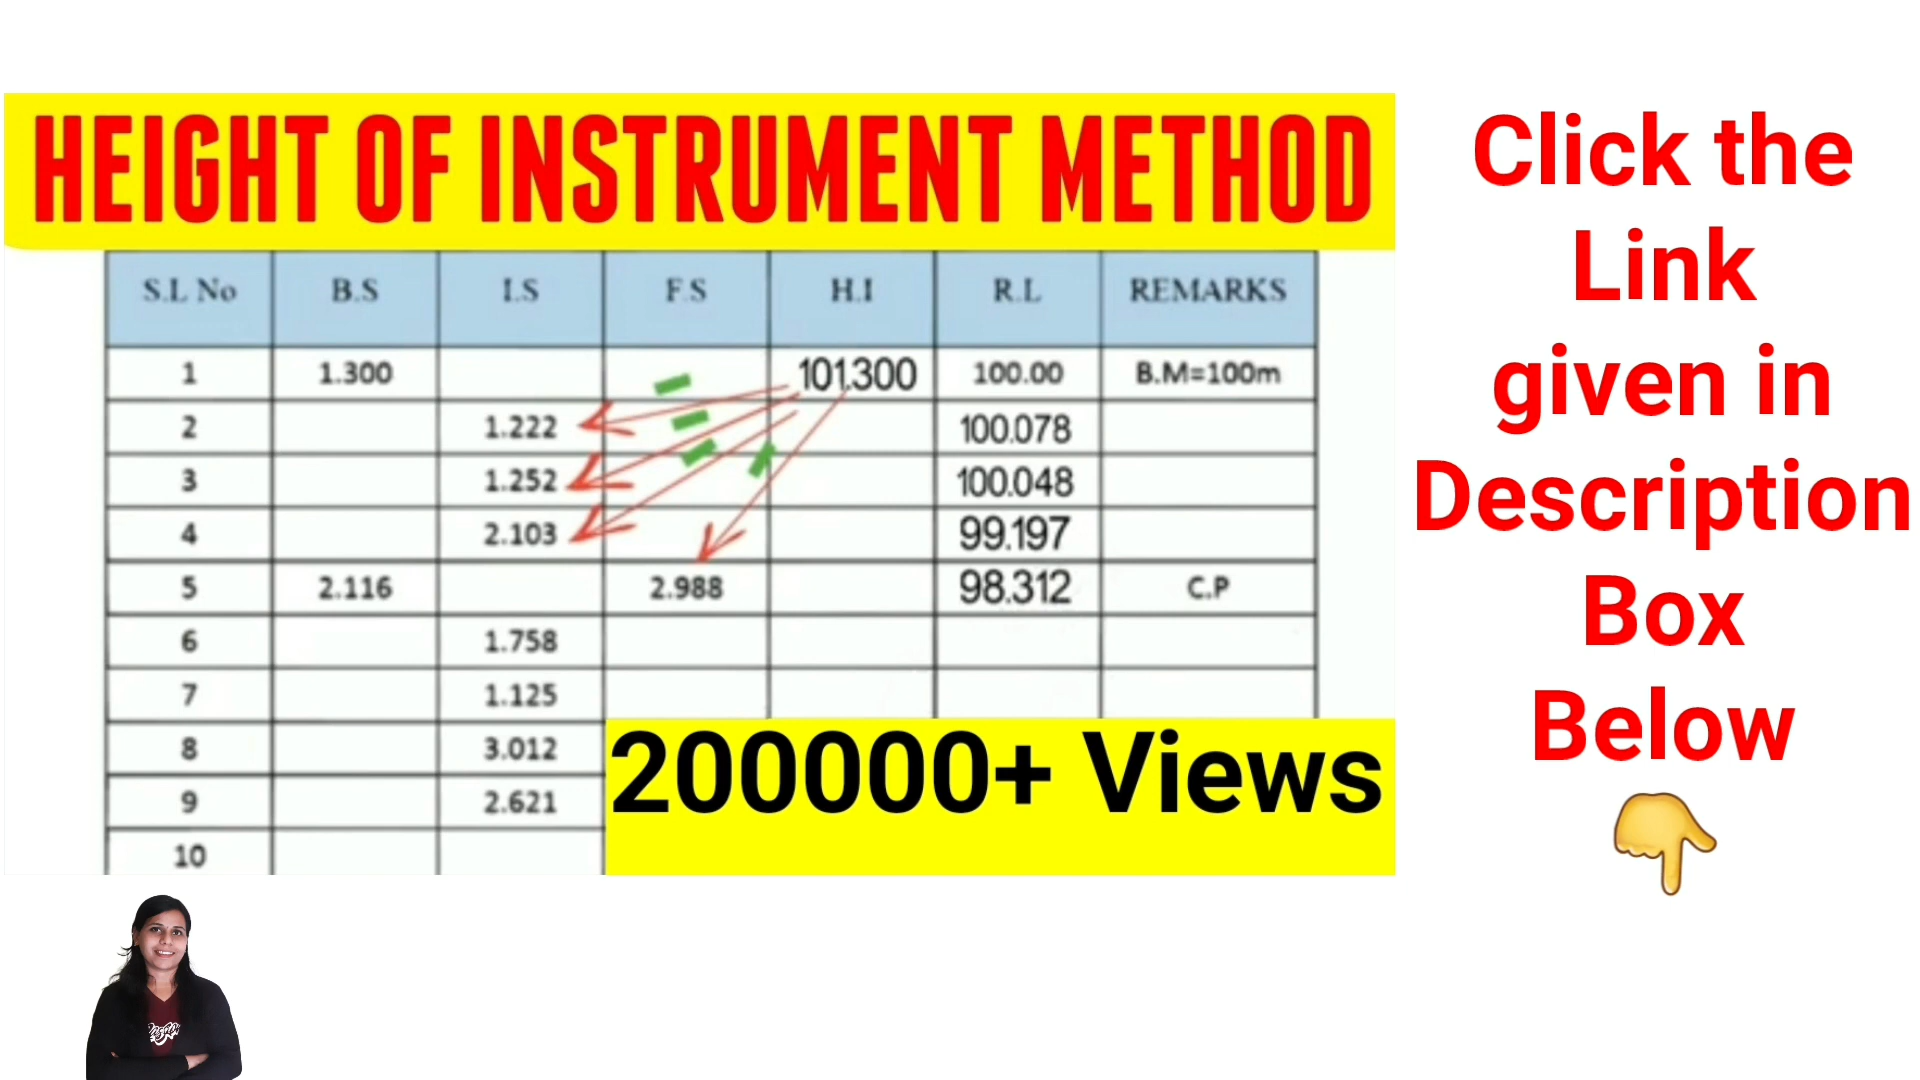 HEIGHT OF INSTRUMENT METHOD
S.L No B.S I.S F.S H.I R.L REMARKS
1 1.300 101.300 100.00 B.M=100m
2 1.222 100.078
3 1.252 100.048
4 2.103 99.197
5 2.116 2.988 98.312 C.P
6 1.758
7 1.125
8 3.012
9 2.621
10
200000+ Views
Click the
Link
given in
Description
Box
Below